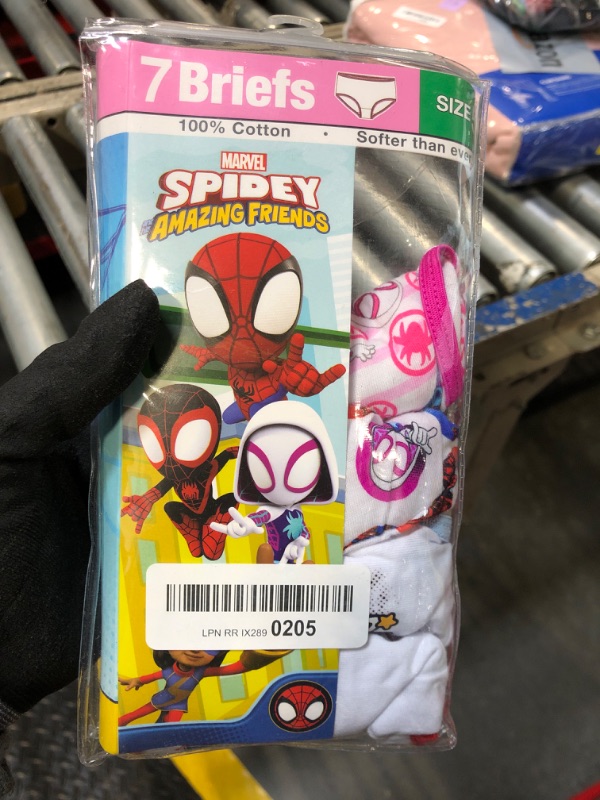 7 Briefs
SIZE
100% Cotton • Softer than eve
MARVEL
SPIDEY
AMAZING FRIENDS
LPN RR IX289 0205